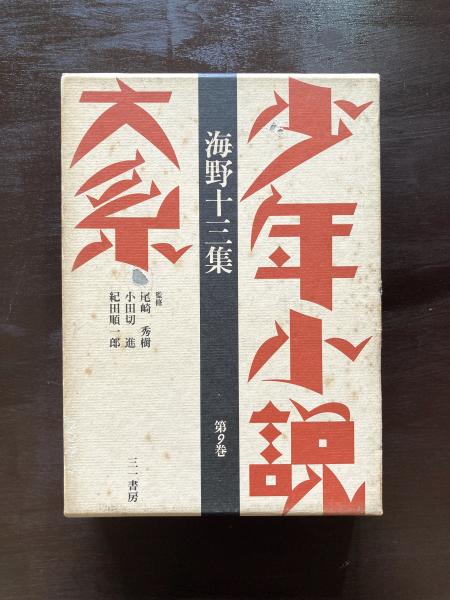 少年小説
大系
海野十三集
第9巻
監修
尾崎 秀樹
小田切 進
紀田順一郎
三一書房